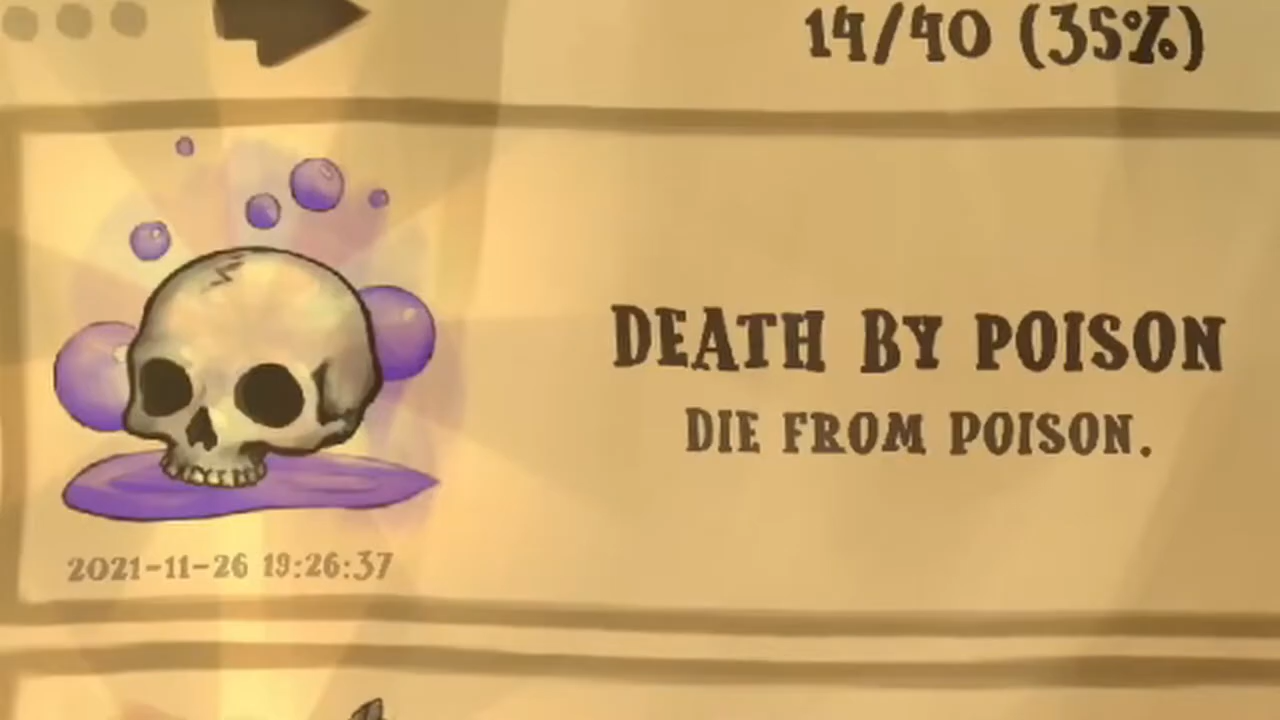 14/40 (35%)
DEATH BY POISON
DIE FROM POISON.
2021-11-26 19:26:37